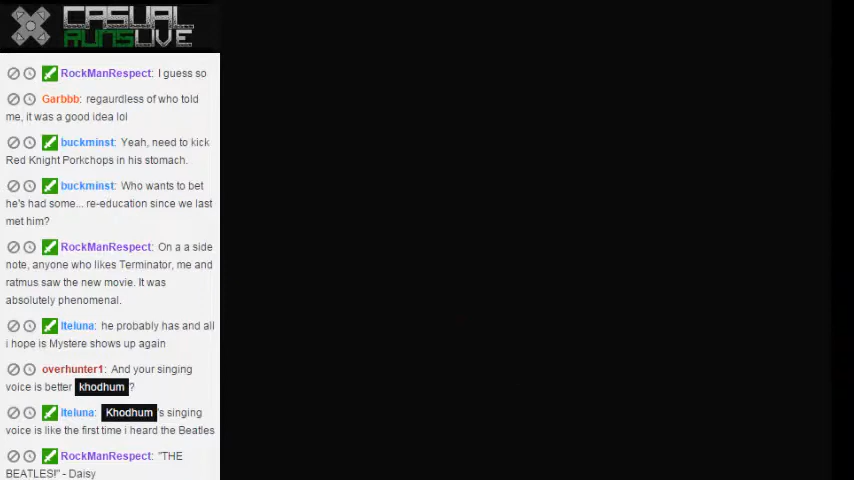 CASUAL
RUNSLIVE
RockManRespect: I guess so
Garbbb: regaurdless of who told
me, it was a good idea lol
buckminst: Yeah, need to kick
Red Knight Porkchops in his stomach.
buckminst: Who wants to bet
he's had some... re-education since we last
met him?
RockManRespect: On a a side
note, anyone who likes Terminator, me and
ratmus saw the new movie. It was
absolutely phenomenal.
Iteluna: he probably has and all
i hope is Mystere shows up again
overhunter1: And your singing
voice is better khodhum ?
Iteluna: Khodhum 's singing
voice is like the first time i heard the Beatles
RockManRespect: "THE
BEATLES!" - Daisy